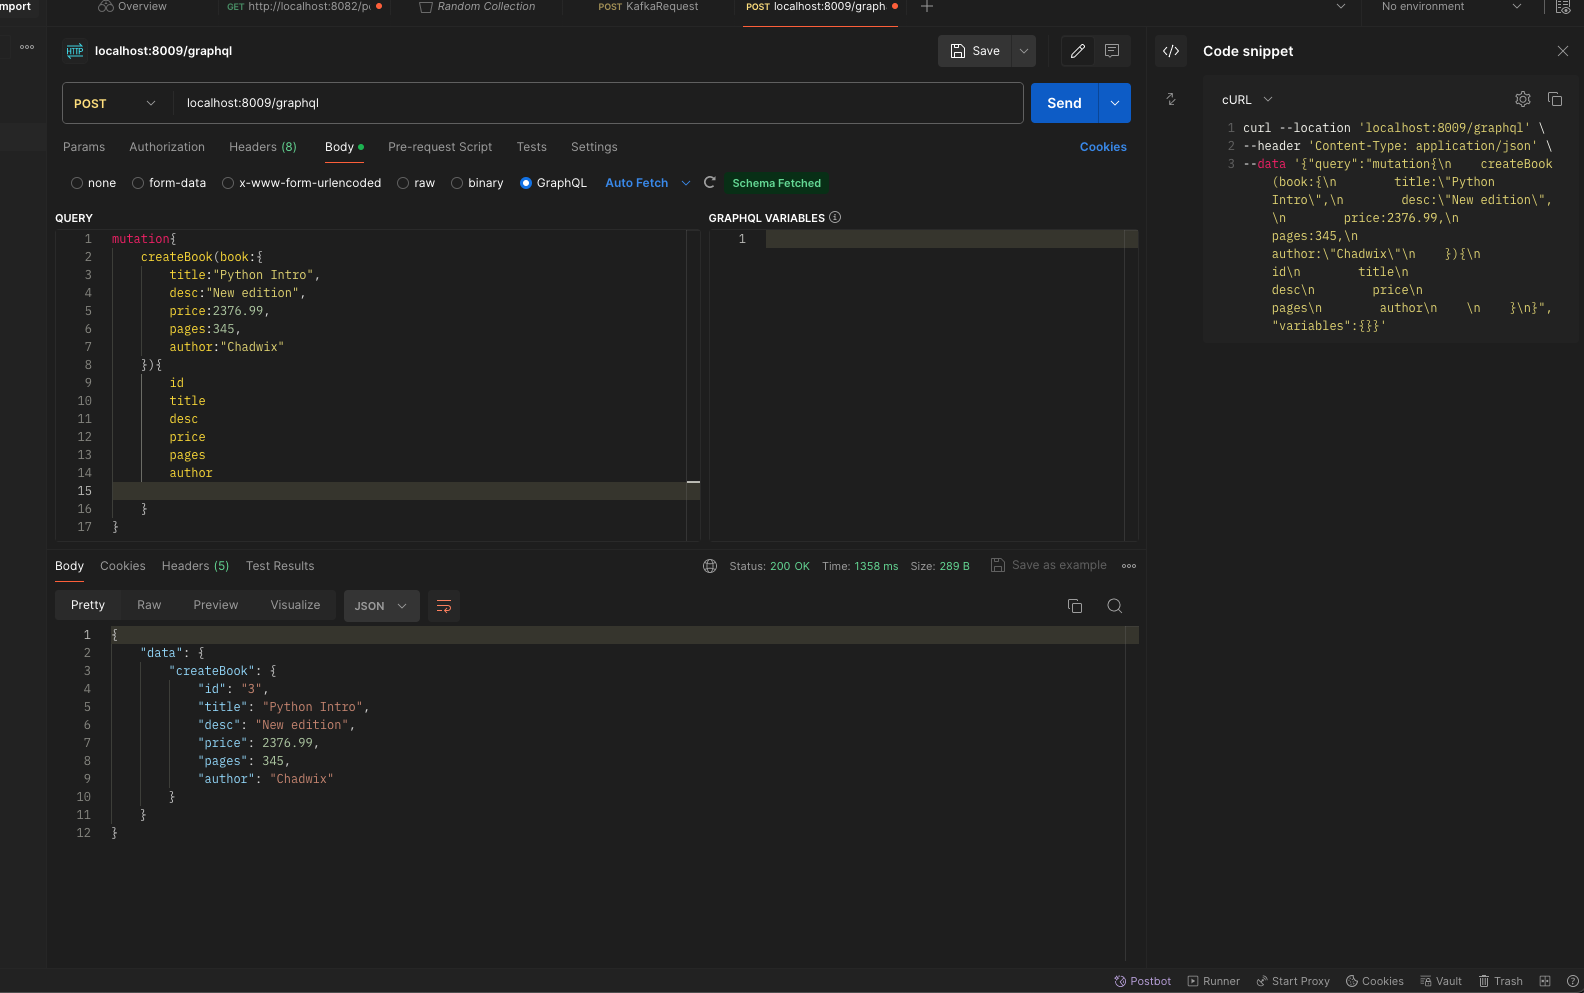 mport
Overview
GET http://localhost:8082/p
Random Collection
POST KafkaRequest
POST localhost:8009/graph
No environment
HTTP localhost:8009/graphql
Save
Code snippet
POST
localhost:8009/graphql
Send
cURL
Params Authorization Headers (8) Body Pre-request Script Tests Settings Cookies
none form-data x-www-form-urlencoded raw binary GraphQL Auto Fetch Schema Fetched
1 curl --location 'localhost:8009/graphql' \
2 --header 'Content-Type: application/json' \
3 --data '{"query":"mutation{\n    createBook
(book:{\n        title:\"Python
Intro\",\n        desc:\"New edition\",
\n        price:2376.99,\n
pages:345,\n
author:\"Chadwix\"\n    }){\n
id\n        title\n
desc\n        price\n
pages\n        author\n    \n    }\n}",
"variables":{}}'
QUERY
1 mutation{
2     createBook(book:{
3         title:"Python Intro",
4         desc:"New edition",
5         price:2376.99,
6         pages:345,
7         author:"Chadwix"
8     }){
9         id
10         title
11         desc
12         price
13         pages
14         author
15
16     }
17 }
GRAPHQL VARIABLES
1
Body Cookies Headers (5) Test Results
Status: 200 OK Time: 1358 ms Size: 289 B Save as example
Pretty Raw Preview Visualize JSON
1 {
2     "data": {
3         "createBook": {
4             "id": "3",
5             "title": "Python Intro",
6             "desc": "New edition",
7             "price": 2376.99,
8             "pages": 345,
9             "author": "Chadwix"
10         }
11     }
12 }
Postbot Runner Start Proxy Cookies Vault Trash